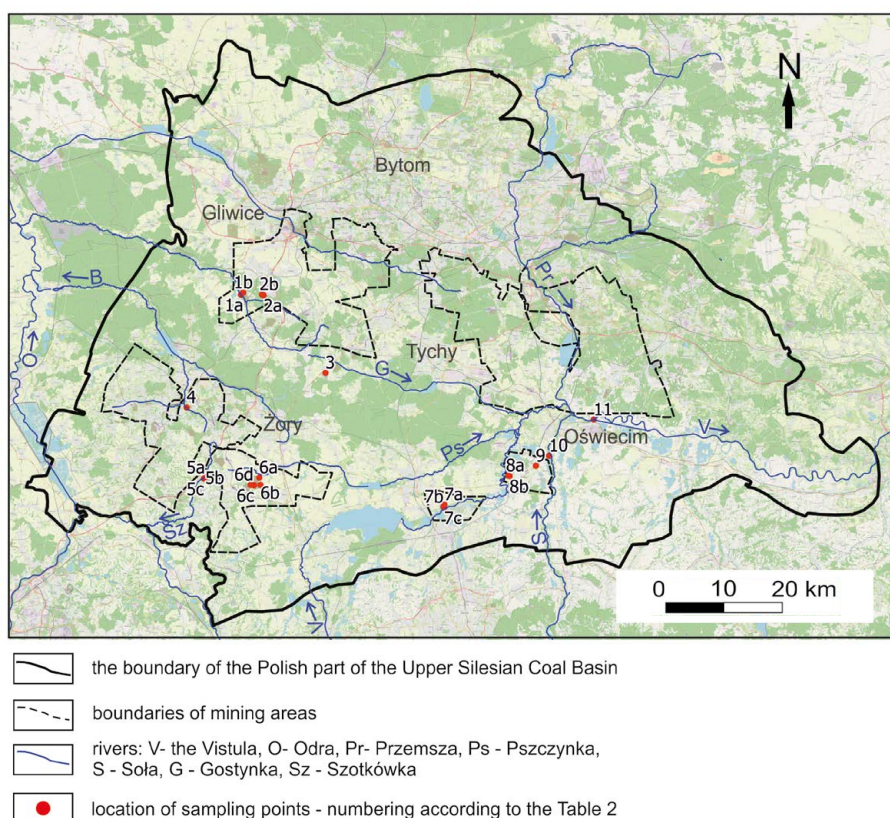 N
Bytom
Gliwice
Pr
B
1b 2b
1a 2a
O
3
Tychy
G
4
Żory
11
Ps
Oświecim
V
10
9
5a 6d 6a 8a
5b
5c 6c 6b 8b
7b 7a
7c
Sz
S
V
0 10 20 km
the boundary of the Polish part of the Upper Silesian Coal Basin
boundaries of mining areas
rivers: V- the Vistula, O- Odra, Pr- Przemsza, Ps - Pszczynka,
S - Soła, G - Gostynka, Sz - Szotkówka
location of sampling points - numbering according to the Table 2